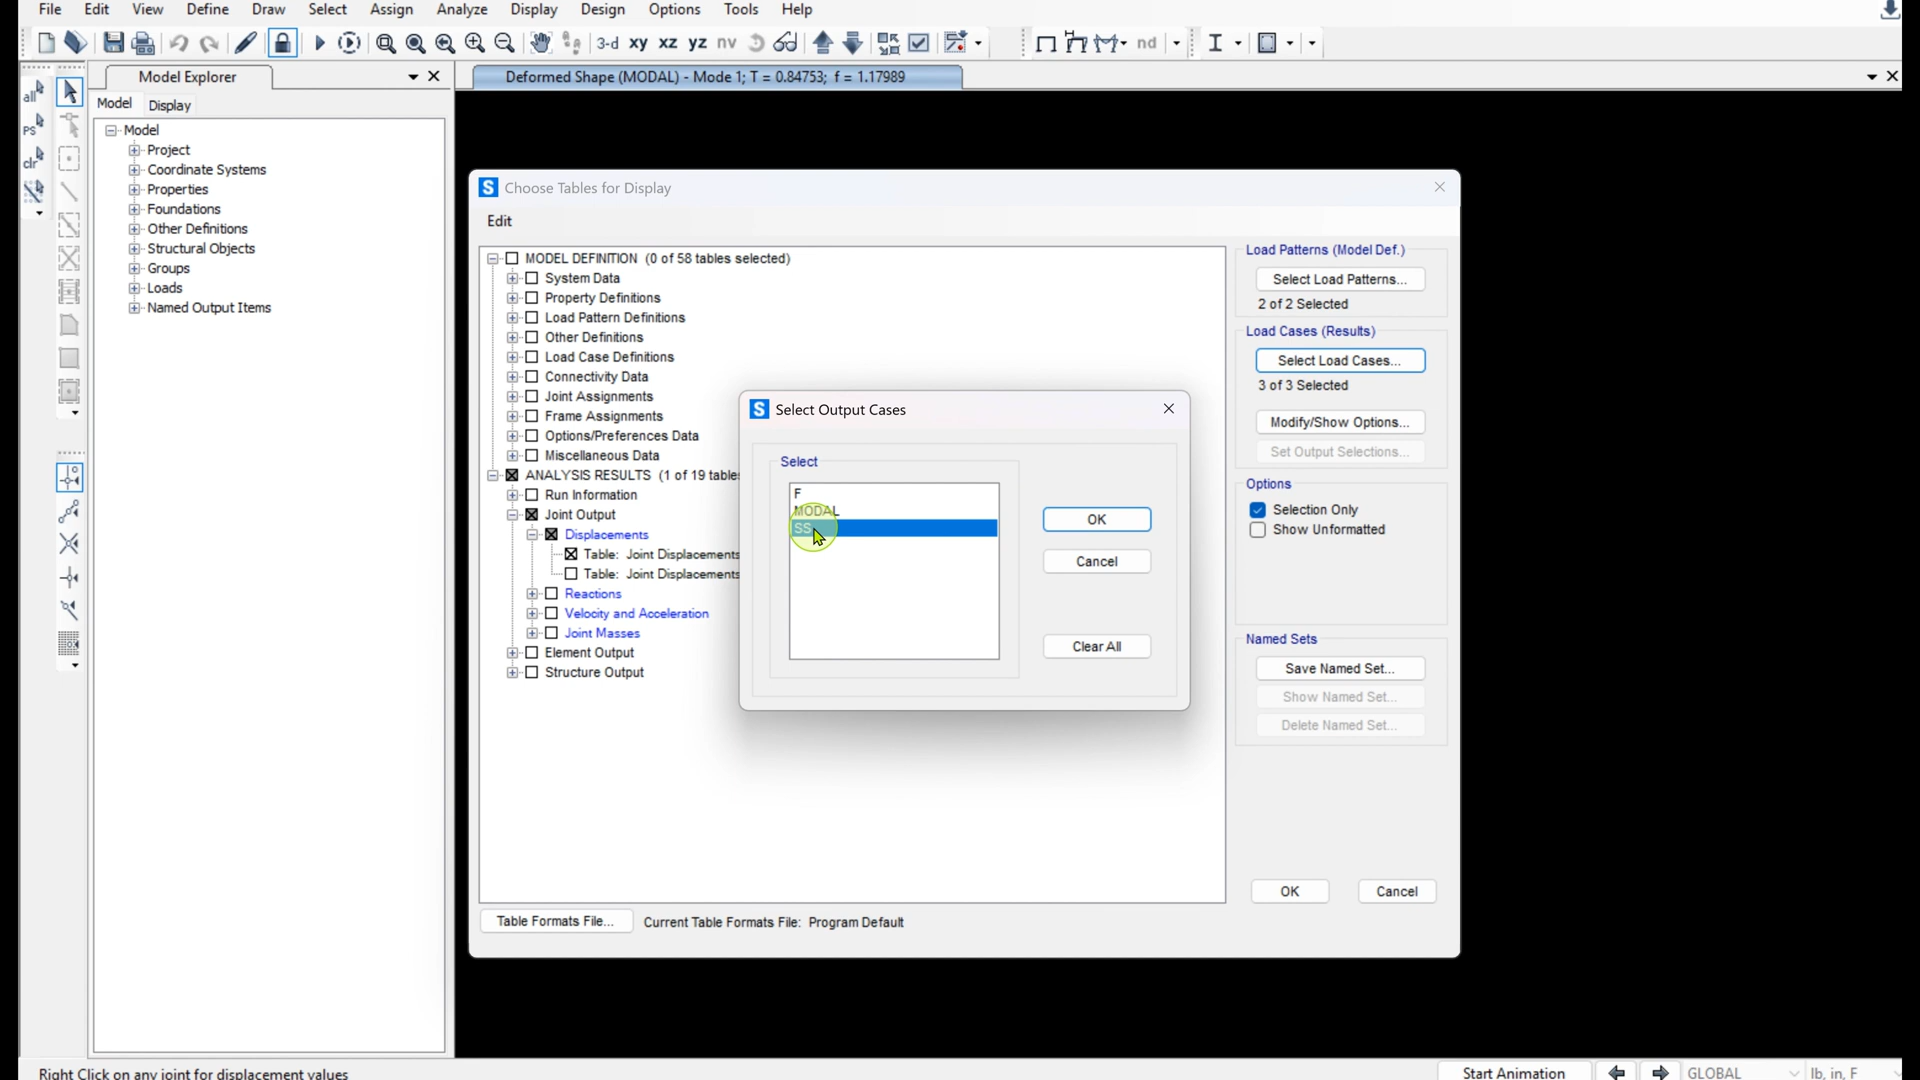 File Edit View Define Draw Select Assign Analyze Display Design Options Tools Help
3-d xy xz yz nv nd
Model Explorer
Deformed Shape (MODAL) - Mode 1; T = 0.84753; f = 1.17989
all
Model Display
PS
clr
Model
Project
Coordinate Systems
Properties
Foundations
Other Definitions
Structural Objects
Groups
Loads
Named Output Items
S Choose Tables for Display
Edit
MODEL DEFINITION (0 of 58 tables selected)
System Data
Property Definitions
Load Pattern Definitions
Other Definitions
Load Case Definitions
Connectivity Data
Joint Assignments
Frame Assignments
Options/Preferences Data
Miscellaneous Data
ANALYSIS RESULTS (1 of 19 table
Run Information
Joint Output
Displacements
Table: Joint Displacements
Table: Joint Displacements
Reactions
Velocity and Acceleration
Joint Masses
Element Output
Structure Output
Load Patterns (Model Def.)
Select Load Patterns...
2 of 2 Selected
Load Cases (Results)
Select Load Cases...
3 of 3 Selected
Modify/Show Options...
Set Output Selections...
Options
Selection Only
Show Unformatted
Named Sets
Save Named Set...
Show Named Set...
Delete Named Set...
OK Cancel
Table Formats File... Current Table Formats File: Program Default
S Select Output Cases
Select
F
MODAL
SS
OK
Cancel
Clear All
Right Click on any joint for displacement values
Start Animation GLOBAL lb, in, F